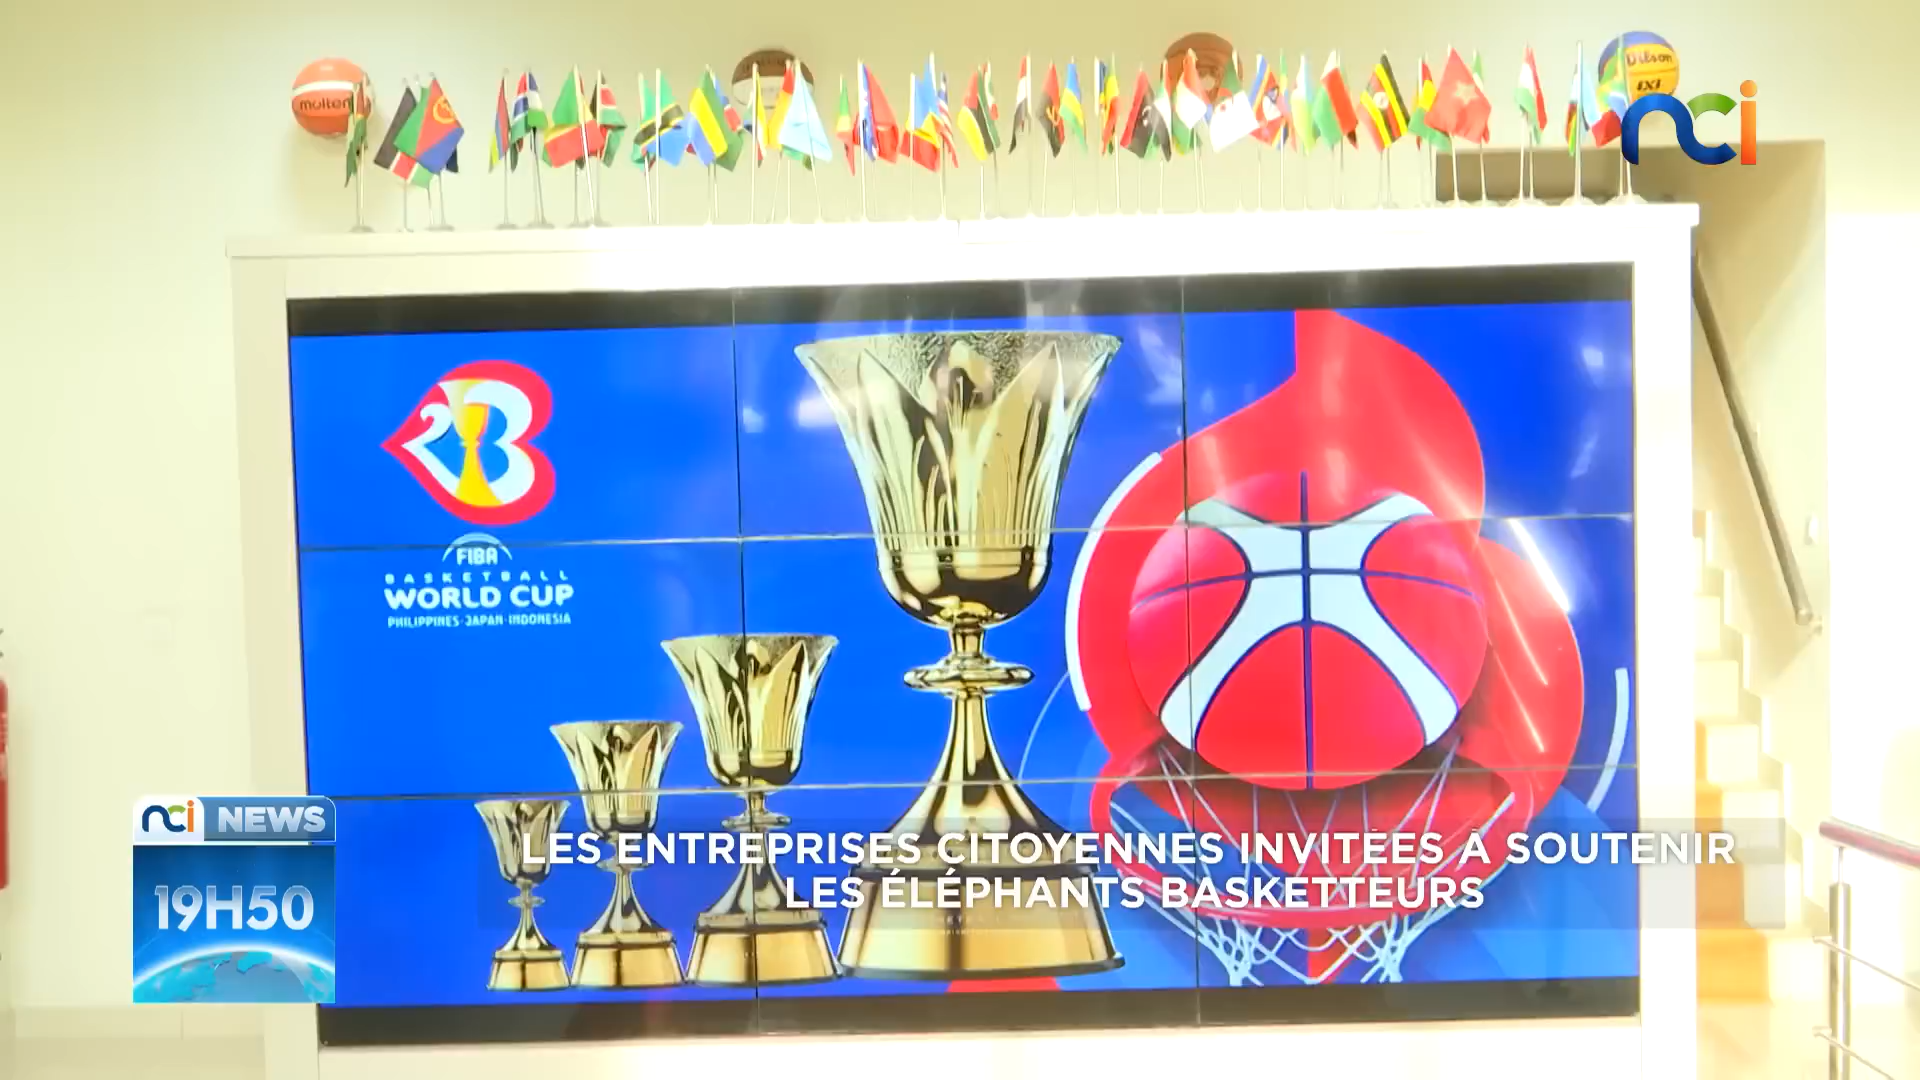 molten
Wilson
3X3
nci
FIBA
BASKETBALL
WORLD CUP
PHILIPPINES·JAPAN·INDONESIA
nci NEWS
19H50
LES ENTREPRISES CITOYENNES INVITÉES À SOUTENIR
LES ÉLÉPHANTS BASKETTEURS